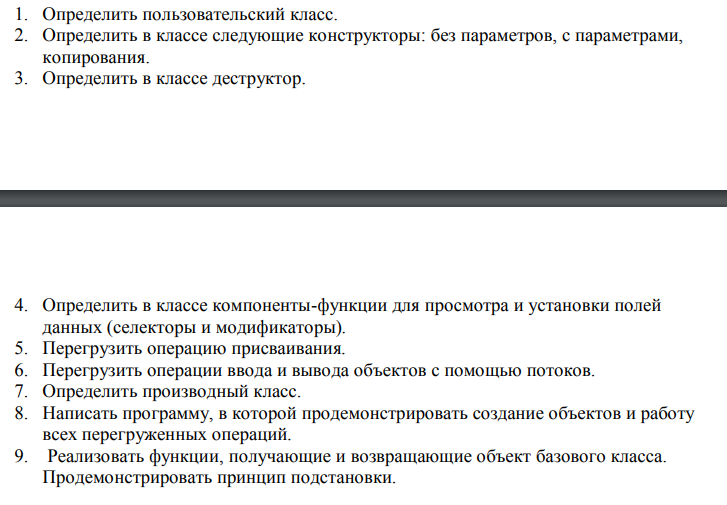 1. Определить пользовательский класс.
2. Определить в классе следующие конструкторы: без параметров, с параметрами,
копирования.
3. Определить в классе деструктор.
4. Определить в классе компоненты-функции для просмотра и установки полей
данных (селекторы и модификаторы).
5. Перегрузить операцию присваивания.
6. Перегрузить операции ввода и вывода объектов с помощью потоков.
7. Определить производный класс.
8. Написать программу, в которой продемонстрировать создание объектов и работу
всех перегруженных операций.
9. Реализовать функции, получающие и возвращающие объект базового класса.
Продемонстрировать принцип подстановки.